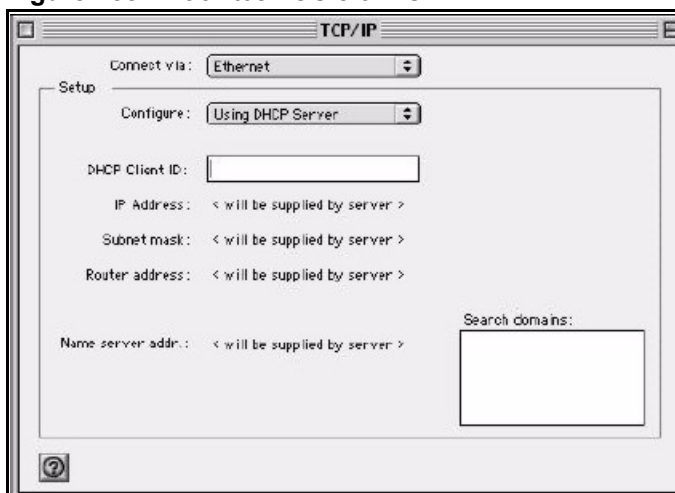 TCP/IP
Connect via: Ethernet
Setup
Configure: Using DHCP Server
DHCP Client ID:
IP Address: < will be supplied by server >
Subnet mask: < will be supplied by server >
Router address: < will be supplied by server >
Search domains:
Name server addr.: < will be supplied by server >
?